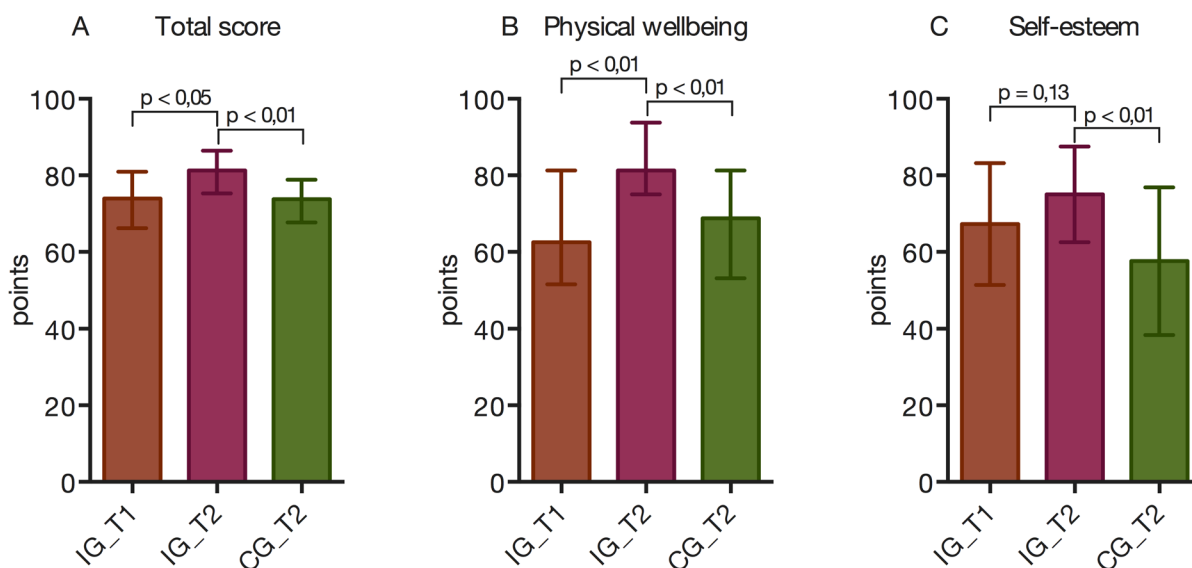 A Total score
p < 0,05
p < 0,01
100
80
60
40
20
0
points
IG_T1
IG_T2
CG_T2
B Physical wellbeing
p < 0,01
p < 0,01
100
80
60
40
20
0
points
IG_T1
IG_T2
CG_T2
C Self-esteem
p = 0,13
p < 0,01
100
80
60
40
20
0
points
IG_T1
IG_T2
CG_T2